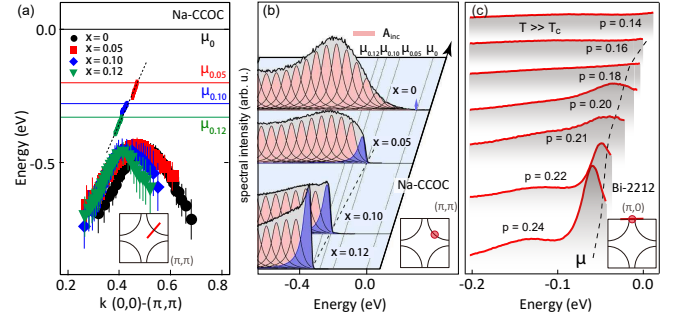 (a)
Na-CCOC
x = 0
x = 0.05
x = 0.10
x = 0.12
μ0
μ0.05
μ0.10
μ0.12
0.0
-0.5
Energy (eV)
(π,π)
0.2 0.4 0.6 0.8
k (0,0)-(π,π)
(b)
Ainc
μ0.12 μ0.10 μ0.05 μ0
x = 0
x = 0.05
x = 0.10
x = 0.12
spectral intensity (arb. u.)
Na-CCOC
(π,π)
-0.4 0.0
Energy (eV)
(c)
T >> Tc
p = 0.14
p = 0.16
p = 0.18
p = 0.20
p = 0.21
p = 0.22
p = 0.24
Bi-2212
(π,0)
μ
-0.2 -0.1 0.0
Energy (eV)